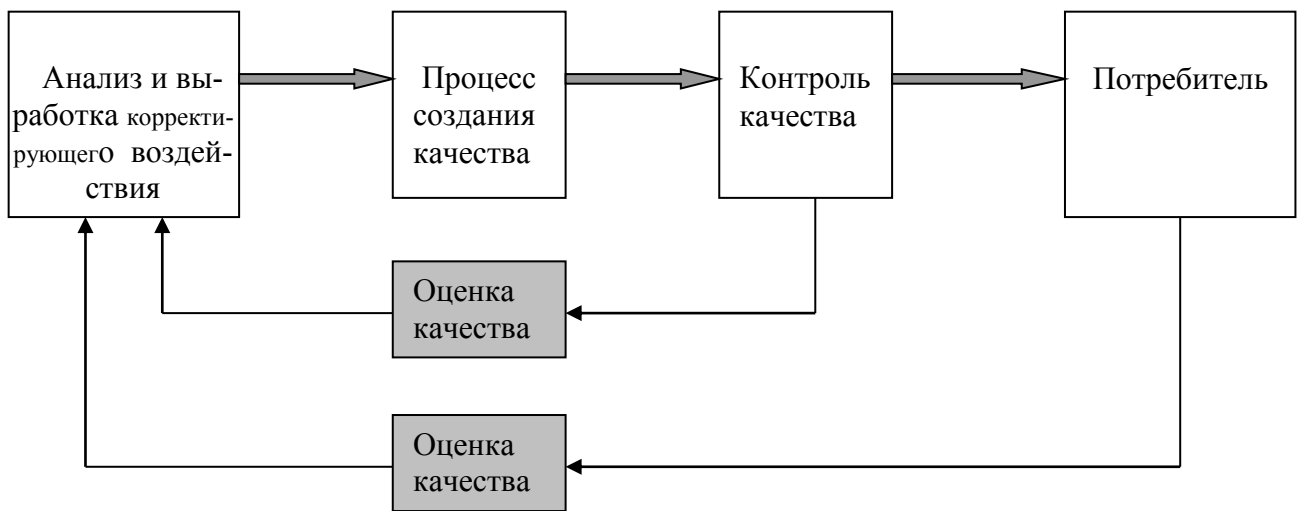 Анализ и вы-
работка корректи-
рующего воздей-
ствия
Процесс
создания
качества
Контроль
качества
Потребитель
Оценка
качества
Оценка
качества